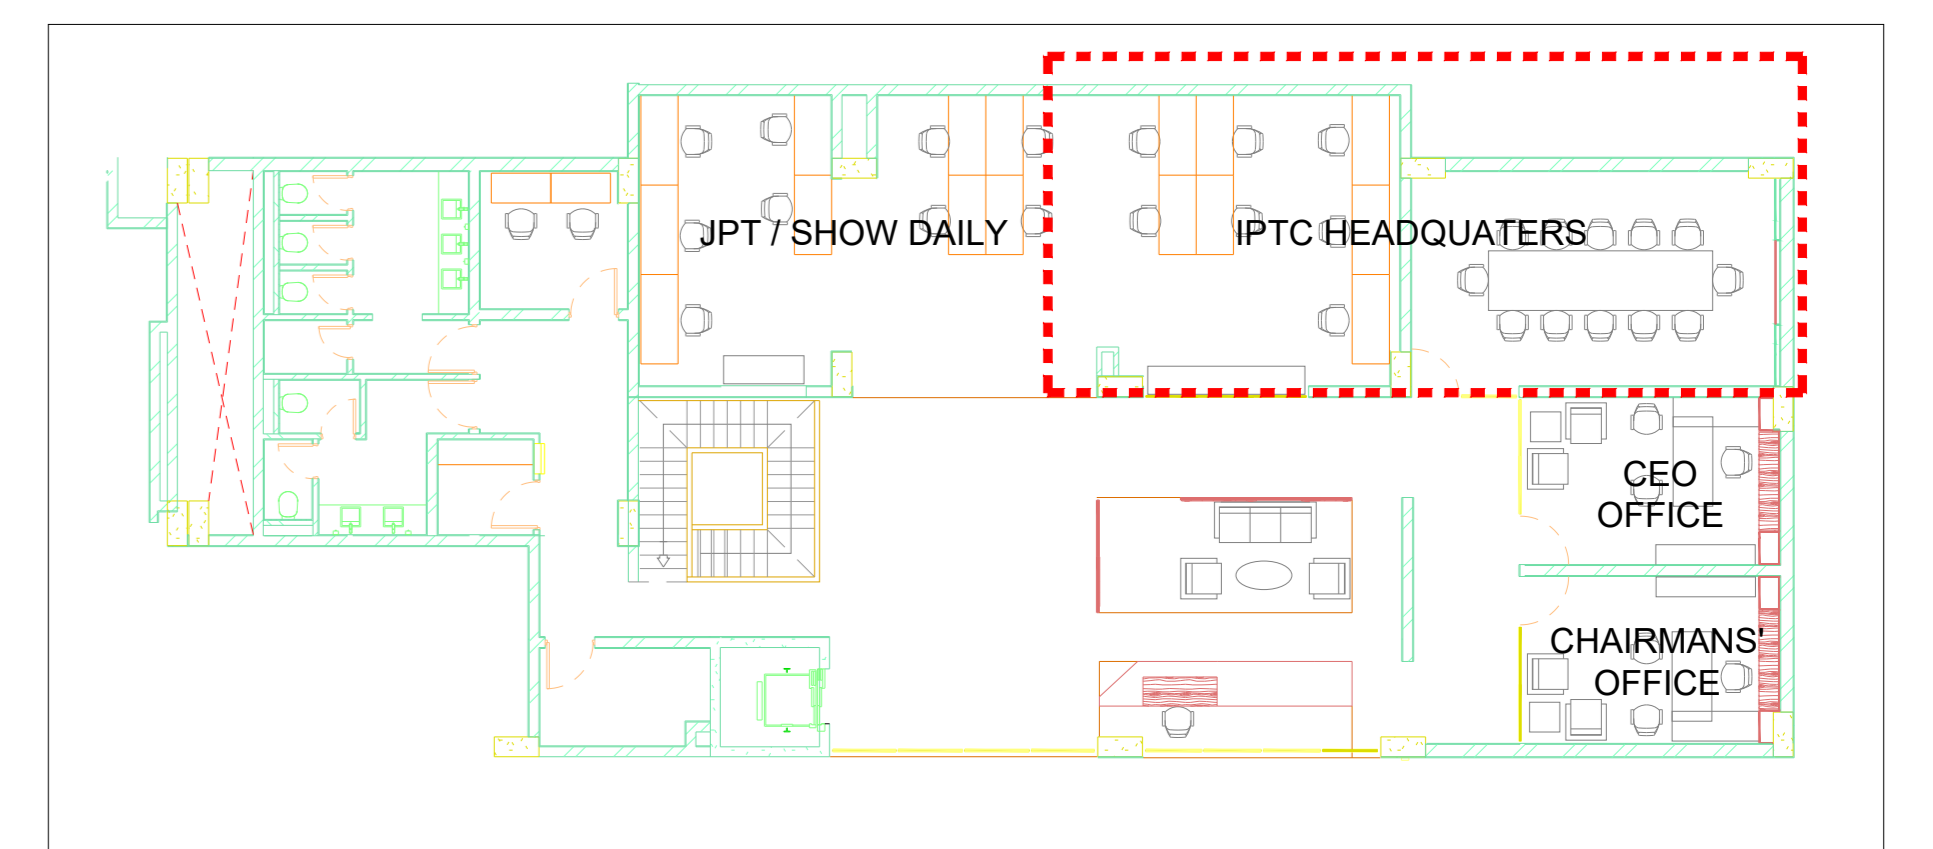 JPT / SHOW DAILY
IPTC HEADQUATERS
CEO
OFFICE
CHAIRMANS'
OFFICE